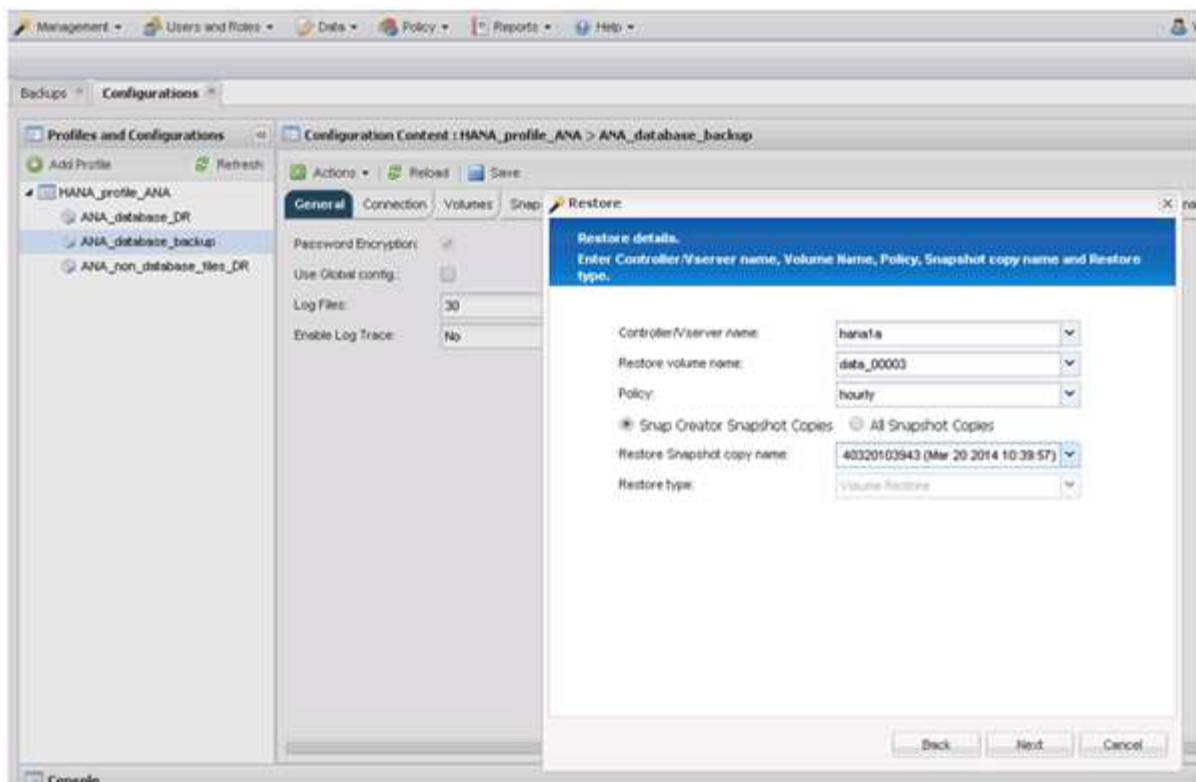 Management Users and Roles Data Policy Reports Help
Backups Configurations
Profiles and Configurations
Add Profile Refresh
HANA_profile_ANA
ANA_database_DR
ANA_database_backup
ANA_non_database_files_DR
Configuration Content : HANA_profile_ANA > ANA_database_backup
Actions Reload Save
General Connection Volumes Snap
Password Encryption:
Use Global config.:
Log Files: 30
Enable Log Trace: No
Restore
Restore details.
Enter Controller/Vserver name, Volume Name, Policy, Snapshot copy name and Restore
type.
Controller/Vserver name: hana1a
Restore volume name: data_00003
Policy: hourly
Snap Creator Snapshot Copies All Snapshot Copies
Restore Snapshot copy name: 40320103943 (Mar 20 2014 10:39:57)
Restore type: Volume Restore
Back Next Cancel
Console